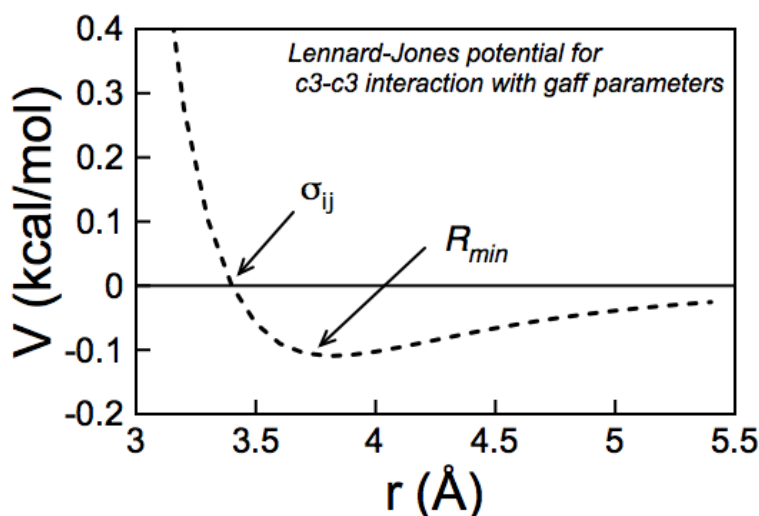 Lennard-Jones potential for
c3-c3 interaction with gaff parameters
V (kcal/mol)
0.4
0.3
0.2
0.1
0
-0.1
-0.2
σij
Rmin
3
3.5
4
4.5
5
5.5
r (Å)